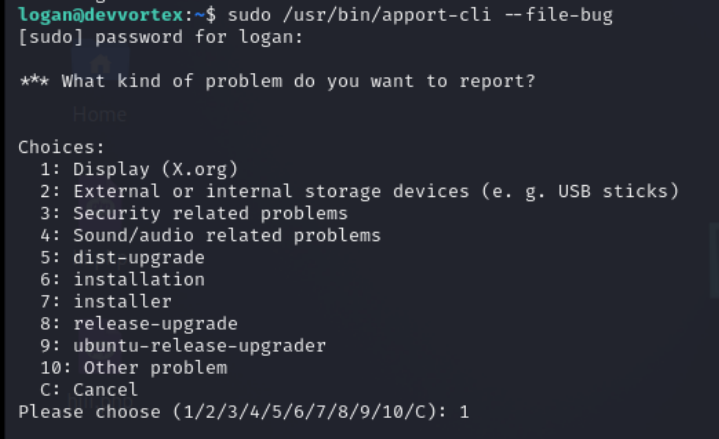 logan@devvortex:~$ sudo /usr/bin/apport-cli --file-bug
[sudo] password for logan:
*** What kind of problem do you want to report?
Home
Choices:
1: Display (X.org)
2: External or internal storage devices (e. g. USB sticks)
3: Security related problems
4: Sound/audio related problems
5: dist-upgrade
6: installation
7: installer
8: release-upgrade
9: ubuntu-release-upgrader
10: Other problem
C: Cancel
Please choose (1/2/3/4/5/6/7/8/9/10/C): 1